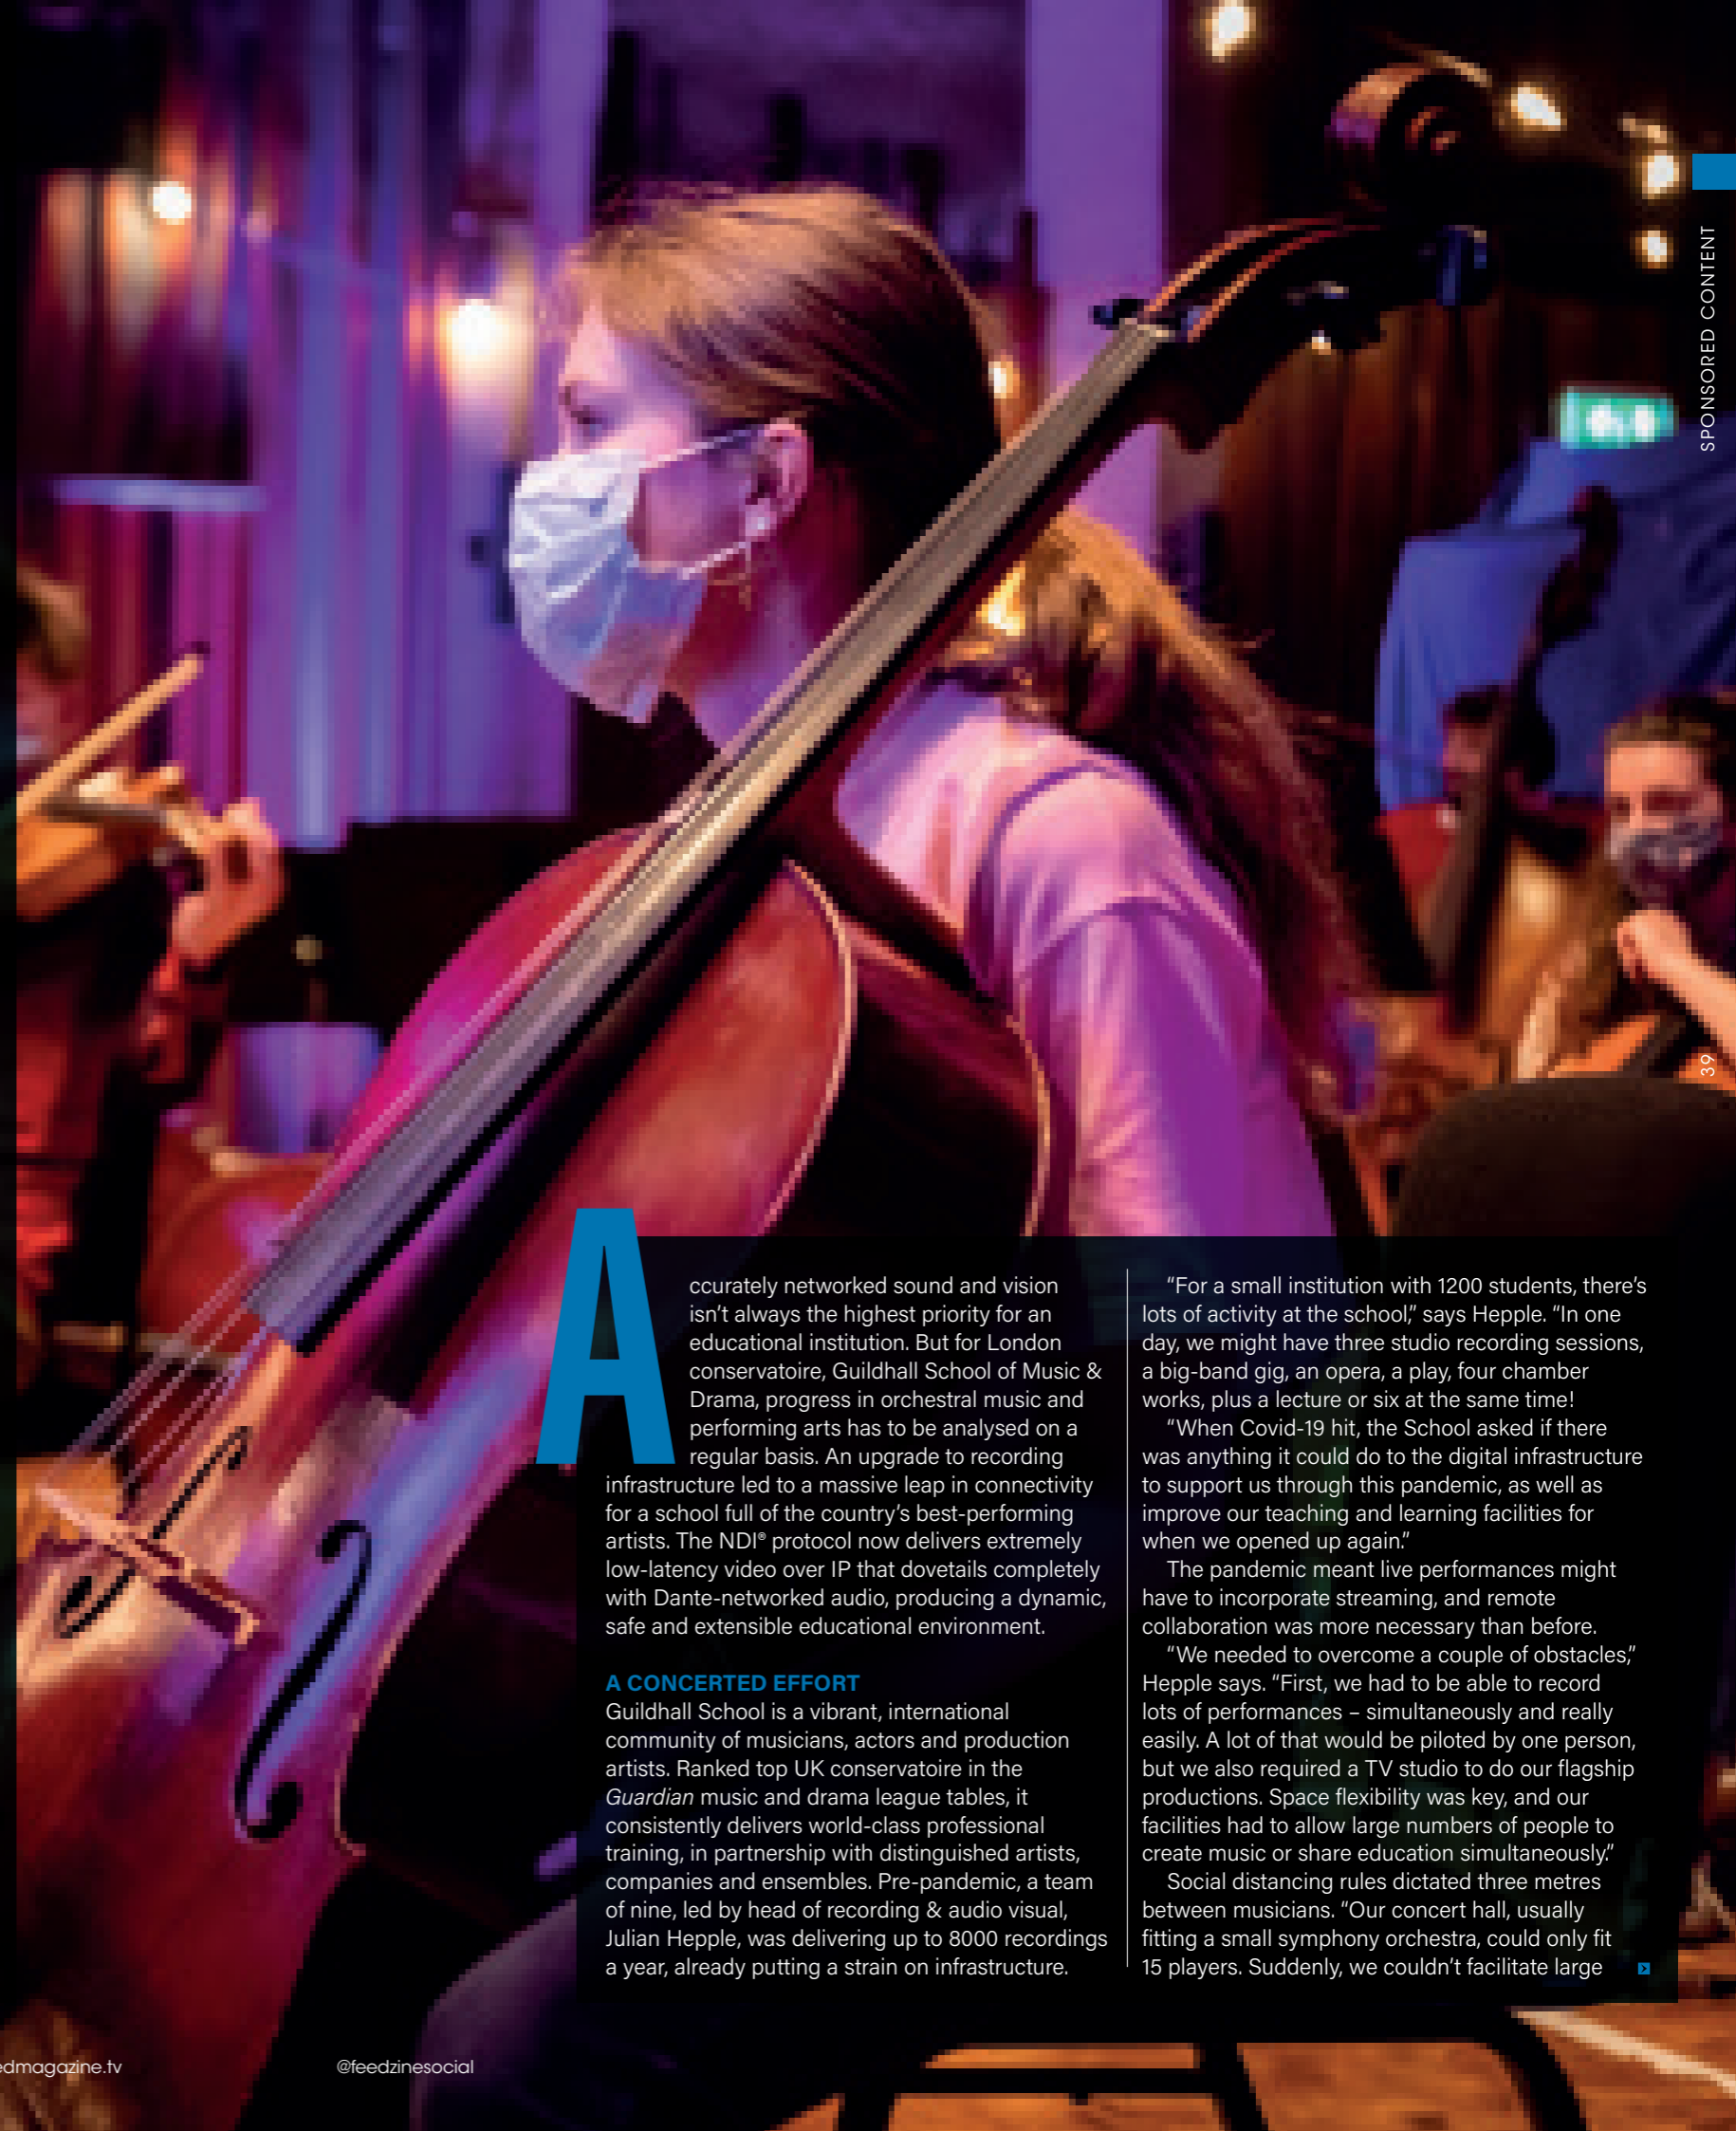 SPONSORED CONTENT
39
Accurately networked sound and vision
isn’t always the highest priority for an
educational institution. But for London
conservatoire, Guildhall School of Music &
Drama, progress in orchestral music and
performing arts has to be analysed on a
regular basis. An upgrade to recording
infrastructure led to a massive leap in connectivity
for a school full of the country’s best-performing
artists. The NDI® protocol now delivers extremely
low-latency video over IP that dovetails completely
with Dante-networked audio, producing a dynamic,
safe and extensible educational environment.
A CONCERTED EFFORT
Guildhall School is a vibrant, international
community of musicians, actors and production
artists. Ranked top UK conservatoire in the
Guardian music and drama league tables, it
consistently delivers world-class professional
training, in partnership with distinguished artists,
companies and ensembles. Pre-pandemic, a team
of nine, led by head of recording & audio visual,
Julian Hepple, was delivering up to 8000 recordings
a year, already putting a strain on infrastructure.
“For a small institution with 1200 students, there’s
lots of activity at the school,” says Hepple. “In one
day, we might have three studio recording sessions,
a big-band gig, an opera, a play, four chamber
works, plus a lecture or six at the same time!
“When Covid-19 hit, the School asked if there
was anything it could do to the digital infrastructure
to support us through this pandemic, as well as
improve our teaching and learning facilities for
when we opened up again.”
The pandemic meant live performances might
have to incorporate streaming, and remote
collaboration was more necessary than before.
“We needed to overcome a couple of obstacles,”
Hepple says. “First, we had to be able to record
lots of performances – simultaneously and really
easily. A lot of that would be piloted by one person,
but we also required a TV studio to do our flagship
productions. Space flexibility was key, and our
facilities had to allow large numbers of people to
create music or share education simultaneously.”
Social distancing rules dictated three metres
between musicians. “Our concert hall, usually
fitting a small symphony orchestra, could only fit
15 players. Suddenly, we couldn’t facilitate large
edmagazine.tv
@feedzinesocial